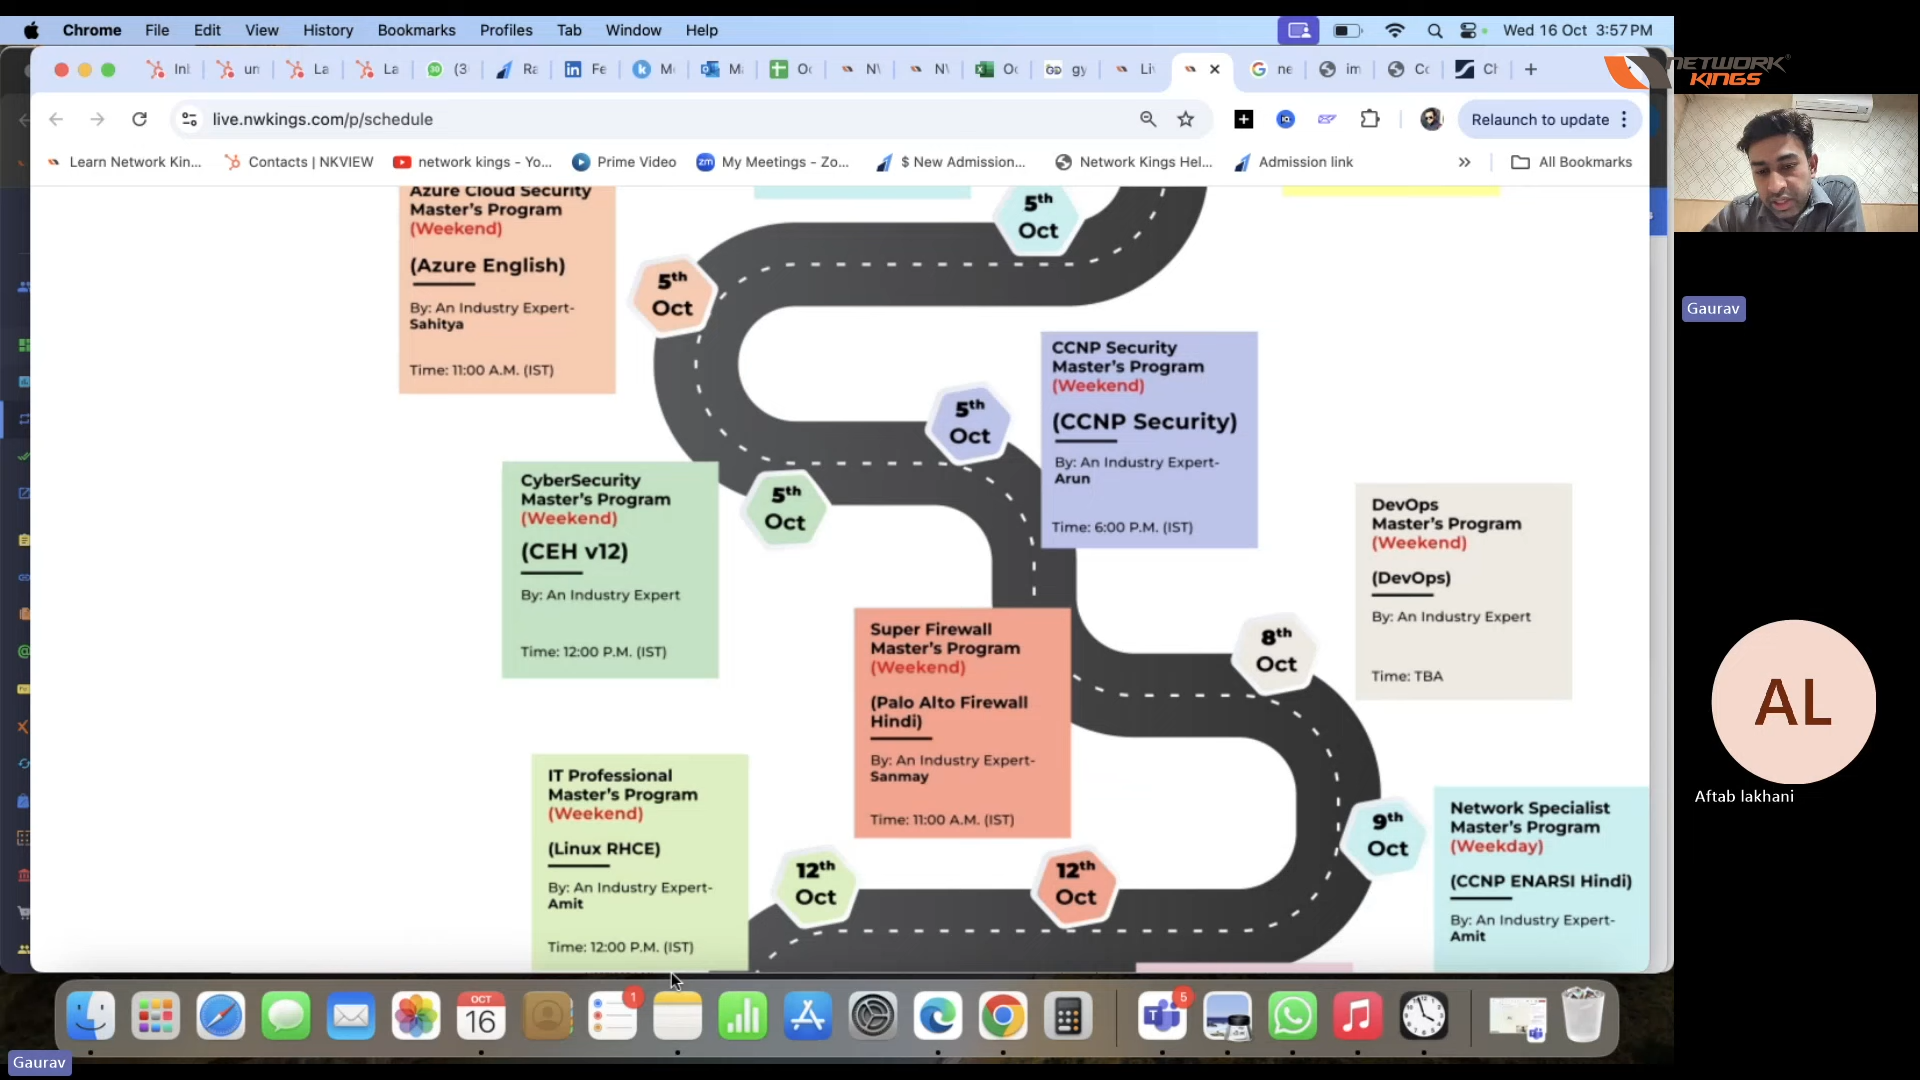 Chrome File Edit View History Bookmarks Profiles Tab Window Help
Wed 16 Oct 3:57 PM
Relaunch to update
live.nwkings.com/p/schedule
Learn Network Kin... Contacts | NKVIEW network kings - Yo... Prime Video My Meetings - Zo... $ New Admission... Network Kings Hel... Admission link » All Bookmarks
NETWORK KINGS
Azure Cloud Security
Master's Program
(Weekend)
(Azure English)
By: An Industry Expert-
Sahitya
Time: 11:00 A.M. (IST)
5th
Oct
5th
Oct
CCNP Security
Master's Program
(Weekend)
(CCNP Security)
By: An Industry Expert-
Arun
Time: 6:00 P.M. (IST)
5th
Oct
CyberSecurity
Master's Program
(Weekend)
(CEH v12)
By: An Industry Expert
Time: 12:00 P.M. (IST)
5th
Oct
DevOps
Master's Program
(Weekend)
(DevOps)
By: An Industry Expert
Time: TBA
8th
Oct
Super Firewall
Master's Program
(Weekend)
(Palo Alto Firewall
Hindi)
By: An Industry Expert-
Sanmay
Time: 11:00 A.M. (IST)
12th
Oct
IT Professional
Master's Program
(Weekend)
(Linux RHCE)
By: An Industry Expert-
Amit
Time: 12:00 P.M. (IST)
12th
Oct
9th
Oct
Network Specialist
Master's Program
(Weekday)
(CCNP ENARSI Hindi)
By: An Industry Expert-
Amit
Gaurav
AL
Aftab lakhani
OCT
16
1
5
Gaurav